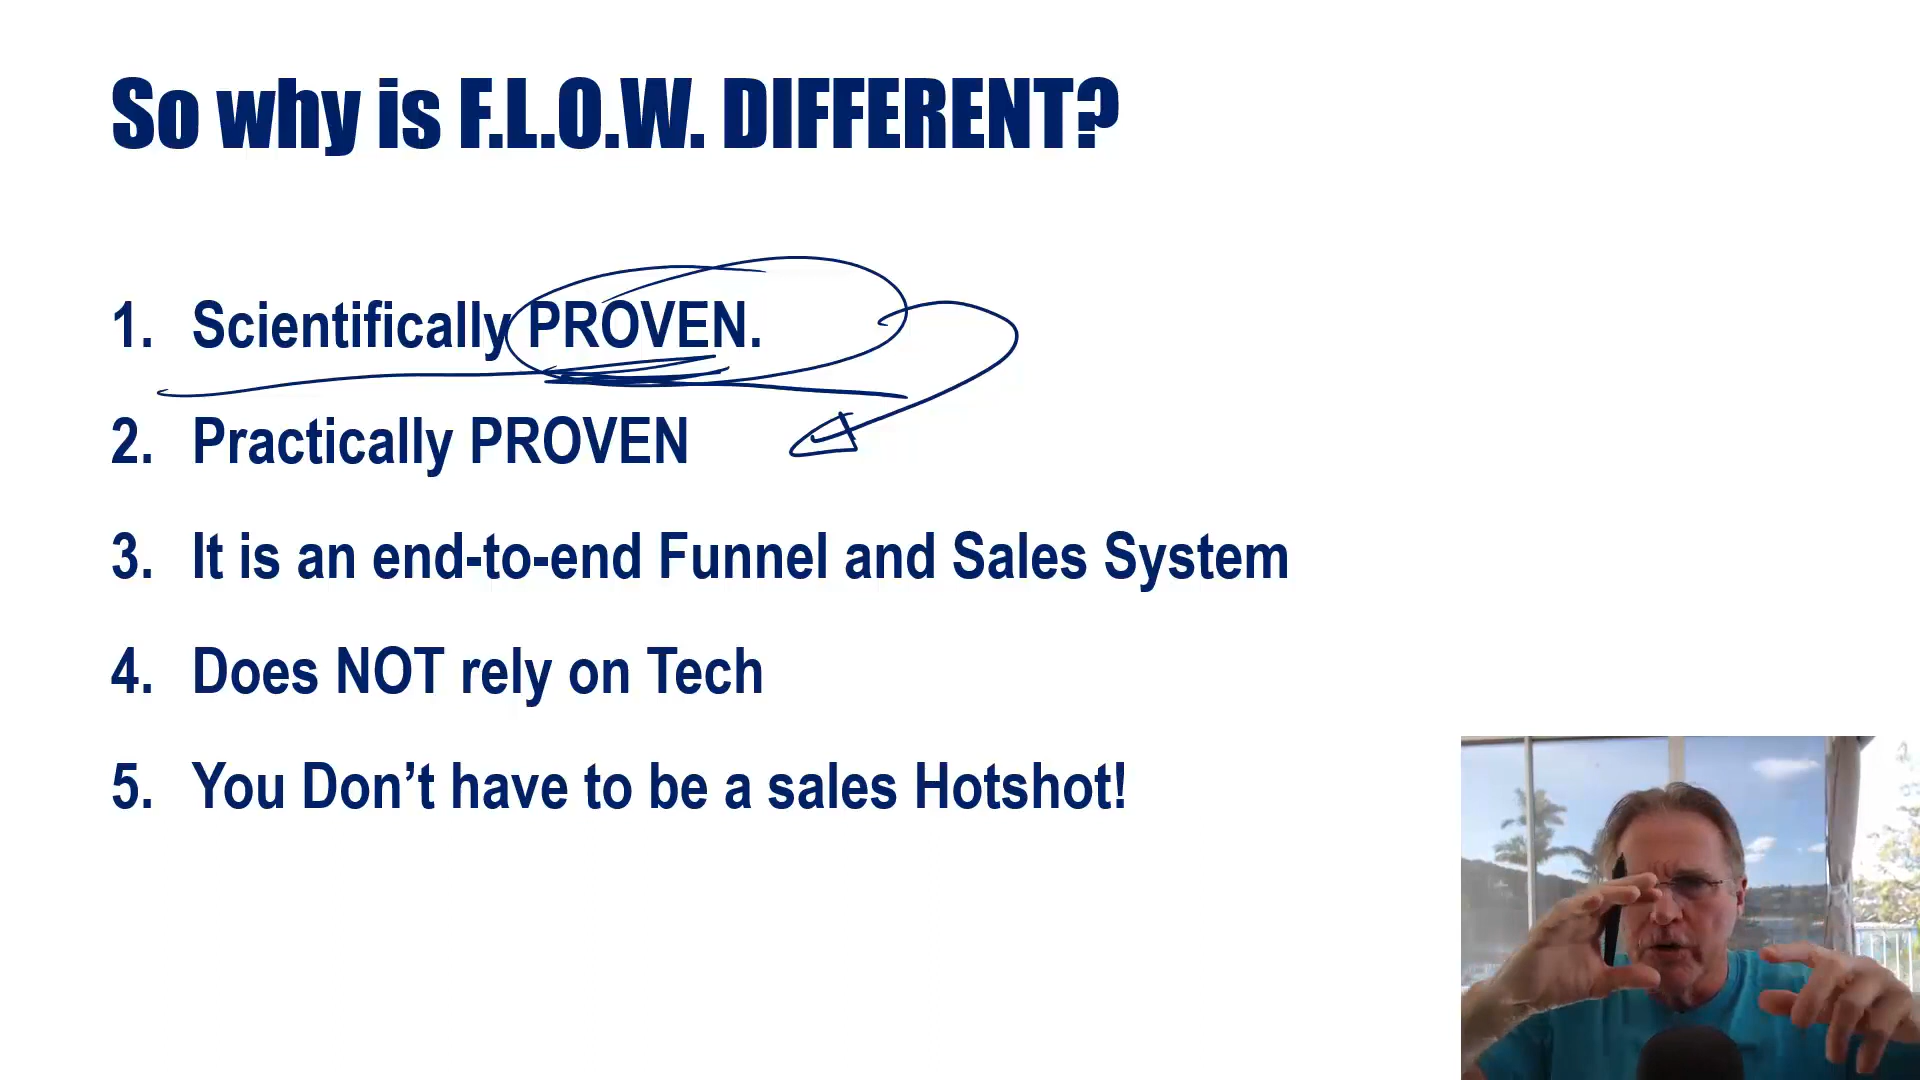 So why is F.L.O.W. DIFFERENT?
1. Scientifically PROVEN.
2. Practically PROVEN
3. It is an end-to-end Funnel and Sales System
4. Does NOT rely on Tech
5. You Don’t have to be a sales Hotshot!